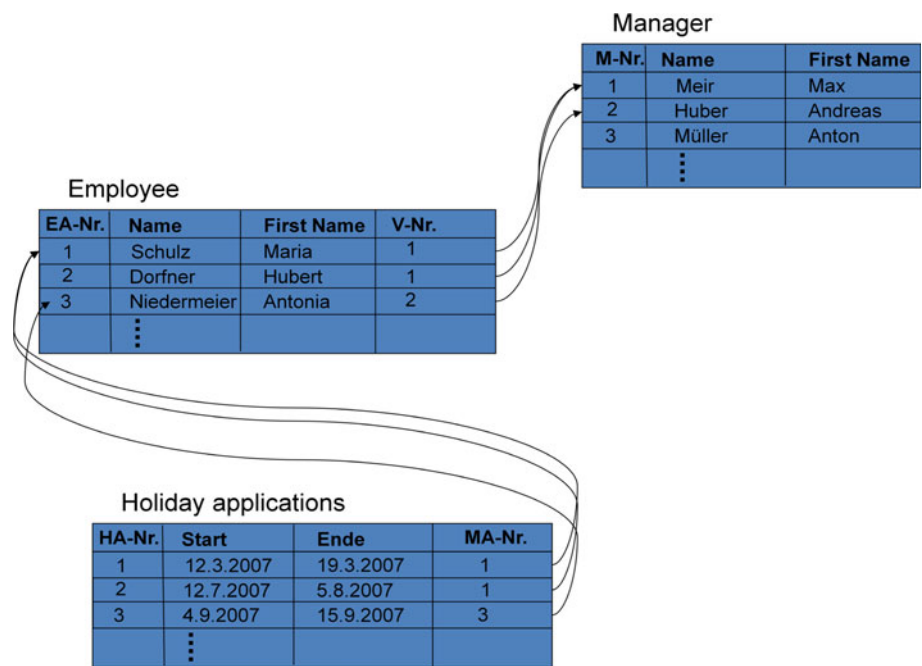 Manager
M-Nr. Name First Name
1 Meir Max
2 Huber Andreas
3 Müller Anton
Employee
EA-Nr. Name First Name V-Nr.
1 Schulz Maria 1
2 Dorfner Hubert 1
3 Niedermeier Antonia 2
Holiday applications
HA-Nr. Start Ende MA-Nr.
1 12.3.2007 19.3.2007 1
2 12.7.2007 5.8.2007 1
3 4.9.2007 15.9.2007 3